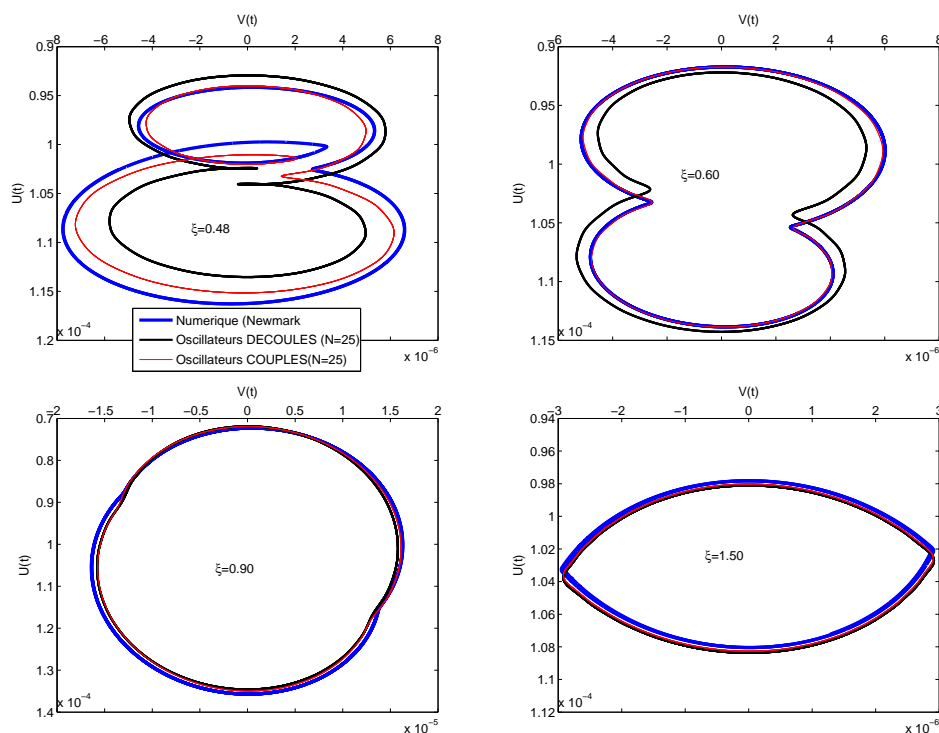 V(t)
−8 −6 −4 −2 0 2 4 6 8
0.9
0.95
1
1.05
1.1
1.15
1.2
U(t)
ξ=0.48
x 10⁻⁴
x 10⁻⁶
Numerique (Newmark
Oscillateurs DECOULES (N=25)
Oscillateurs COUPLES(N=25)
V(t)
−6 −4 −2 0 2 4 6 8
0.9
0.95
1
1.05
1.1
1.15
U(t)
ξ=0.60
x 10⁻⁴
x 10⁻⁶
V(t)
−2 −1.5 −1 −0.5 0 0.5 1 1.5 2
0.7
0.8
0.9
1
1.1
1.2
1.3
1.4
U(t)
ξ=0.90
x 10⁻⁴
x 10⁻⁵
V(t)
−3 −2 −1 0 1 2 3
0.94
0.96
0.98
1
1.02
1.04
1.06
1.08
1.1
1.12
U(t)
ξ=1.50
x 10⁻⁴
x 10⁻⁶